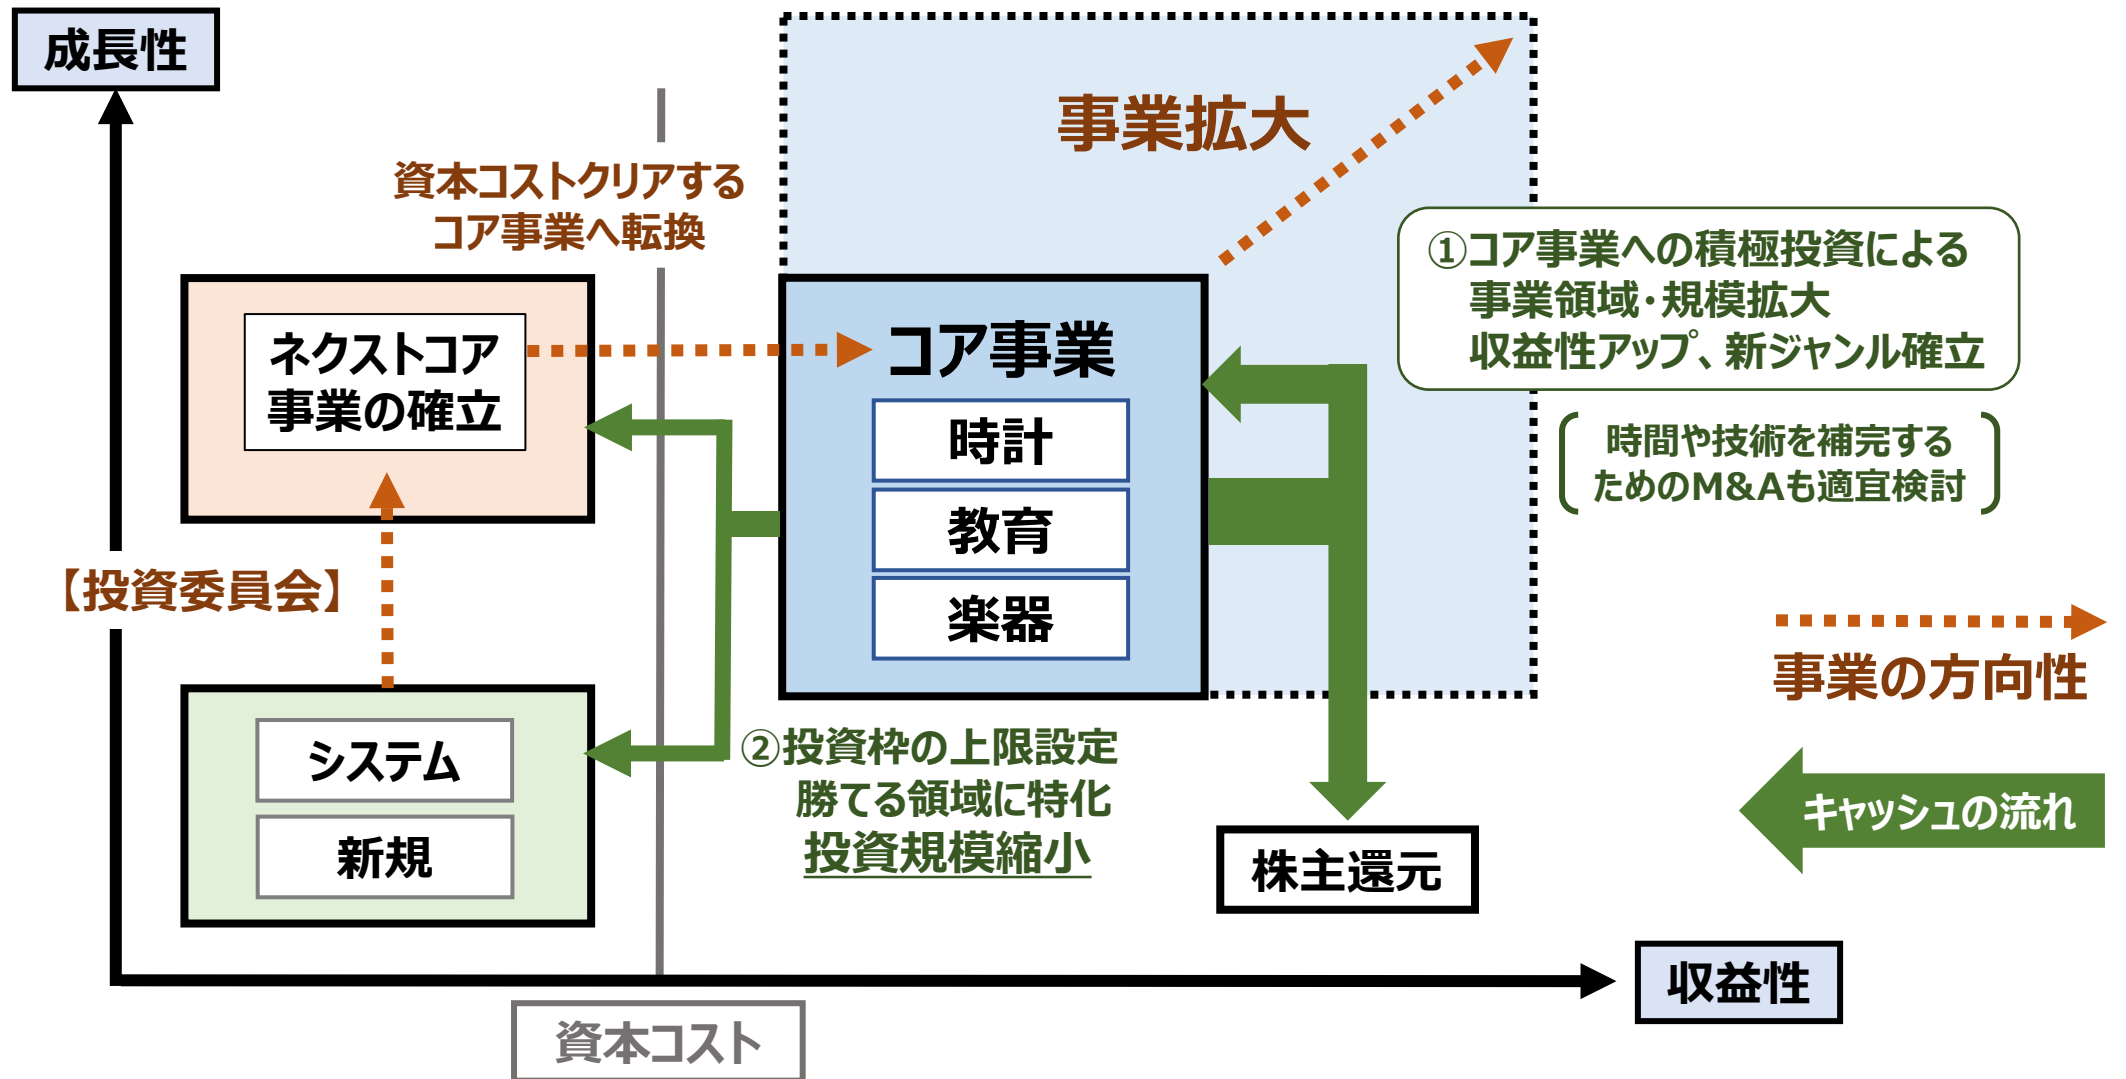 成長性
事業拡大
資本コストクリアする
コア事業へ転換
①コア事業への積極投資による
事業領域・規模拡大
収益性アップ、新ジャンル確立
ネクストコア
事業の確立
コア事業
時計
教育
楽器
時間や技術を補完する
ためのM&Aも適宜検討
【投資委員会】
事業の方向性
システム
新規
②投資枠の上限設定
勝てる領域に特化
投資規模縮小
キャッシュの流れ
株主還元
収益性
資本コスト